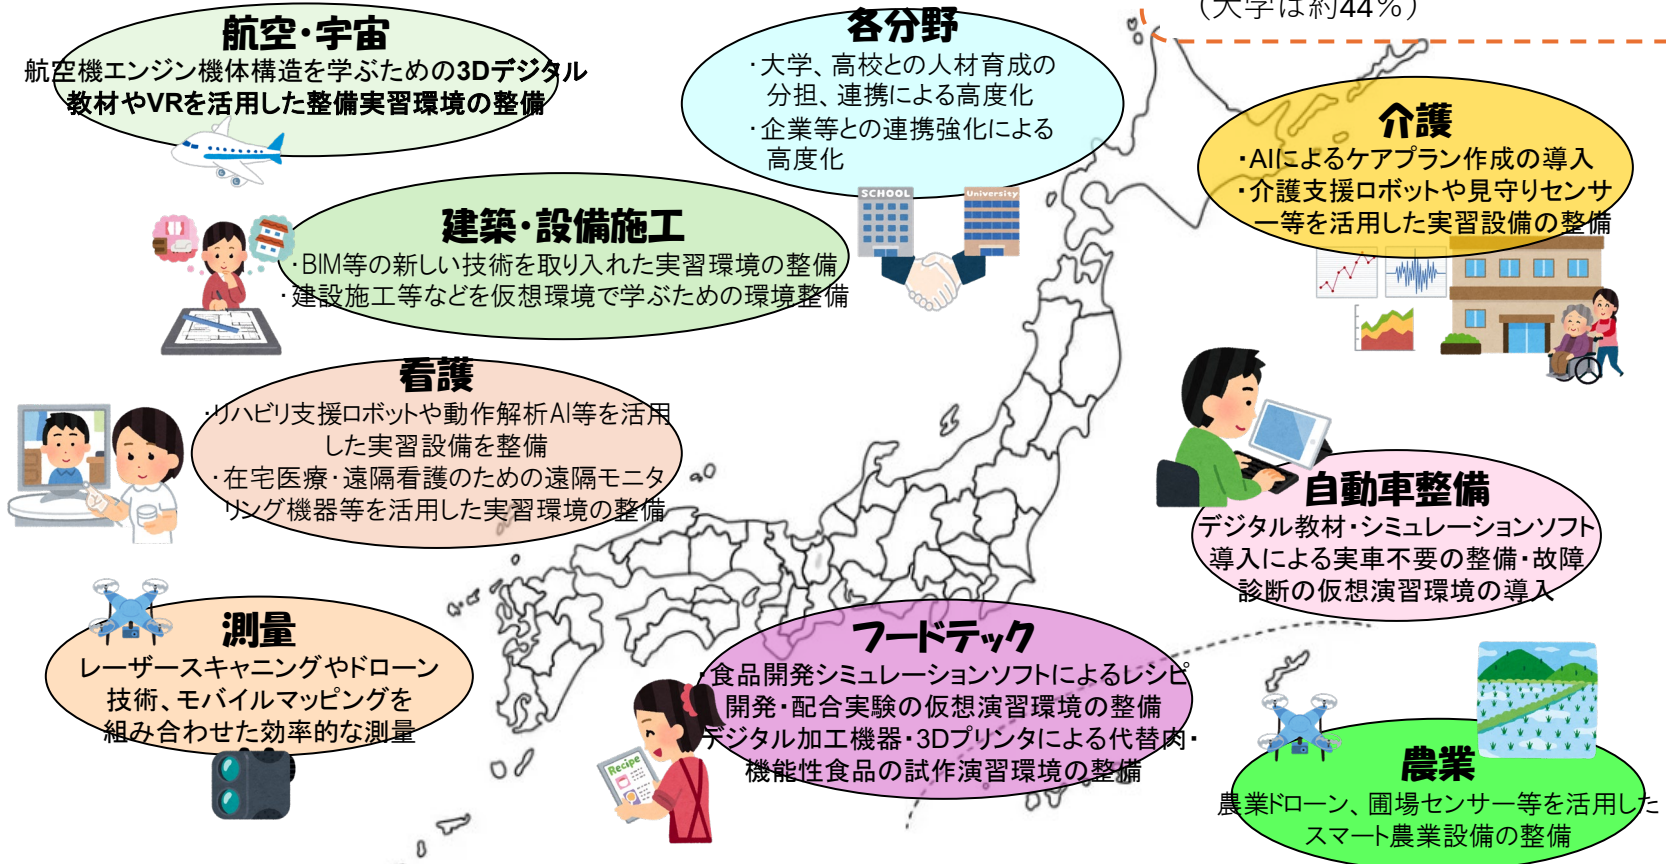 （大学は約44％）
航空・宇宙
航空機エンジン機体構造を学ぶための3Dデジタル
教材やVRを活用した整備実習環境の整備
各分野
・大学、高校との人材育成の
分担、連携による高度化
・企業等との連携強化による
高度化
SCHOOL
University
介護
・AIによるケアプラン作成の導入
・介護支援ロボットや見守りセンサ
ー等を活用した実習設備の整備
建築・設備施工
・BIM等の新しい技術を取り入れた実習環境の整備
・建設施工等などを仮想環境で学ぶための環境整備
看護
・リハビリ支援ロボットや動作解析AI等を活用
した実習設備を整備
・在宅医療・遠隔看護のための遠隔モニタ
リング機器等を活用した実習環境の整備
自動車整備
デジタル教材・シミュレーションソフト
導入による実車不要の整備・故障
診断の仮想演習環境の導入
測量
レーザースキャニングやドローン
技術、モバイルマッピングを
組み合わせた効率的な測量
フードテック
・食品開発シミュレーションソフトによるレシピ
開発・配合実験の仮想演習環境の整備
デジタル加工機器・3Dプリンタによる代替肉・
機能性食品の試作演習環境の整備
Recipe
農業
農業ドローン、圃場センサー等を活用した
スマート農業設備の整備